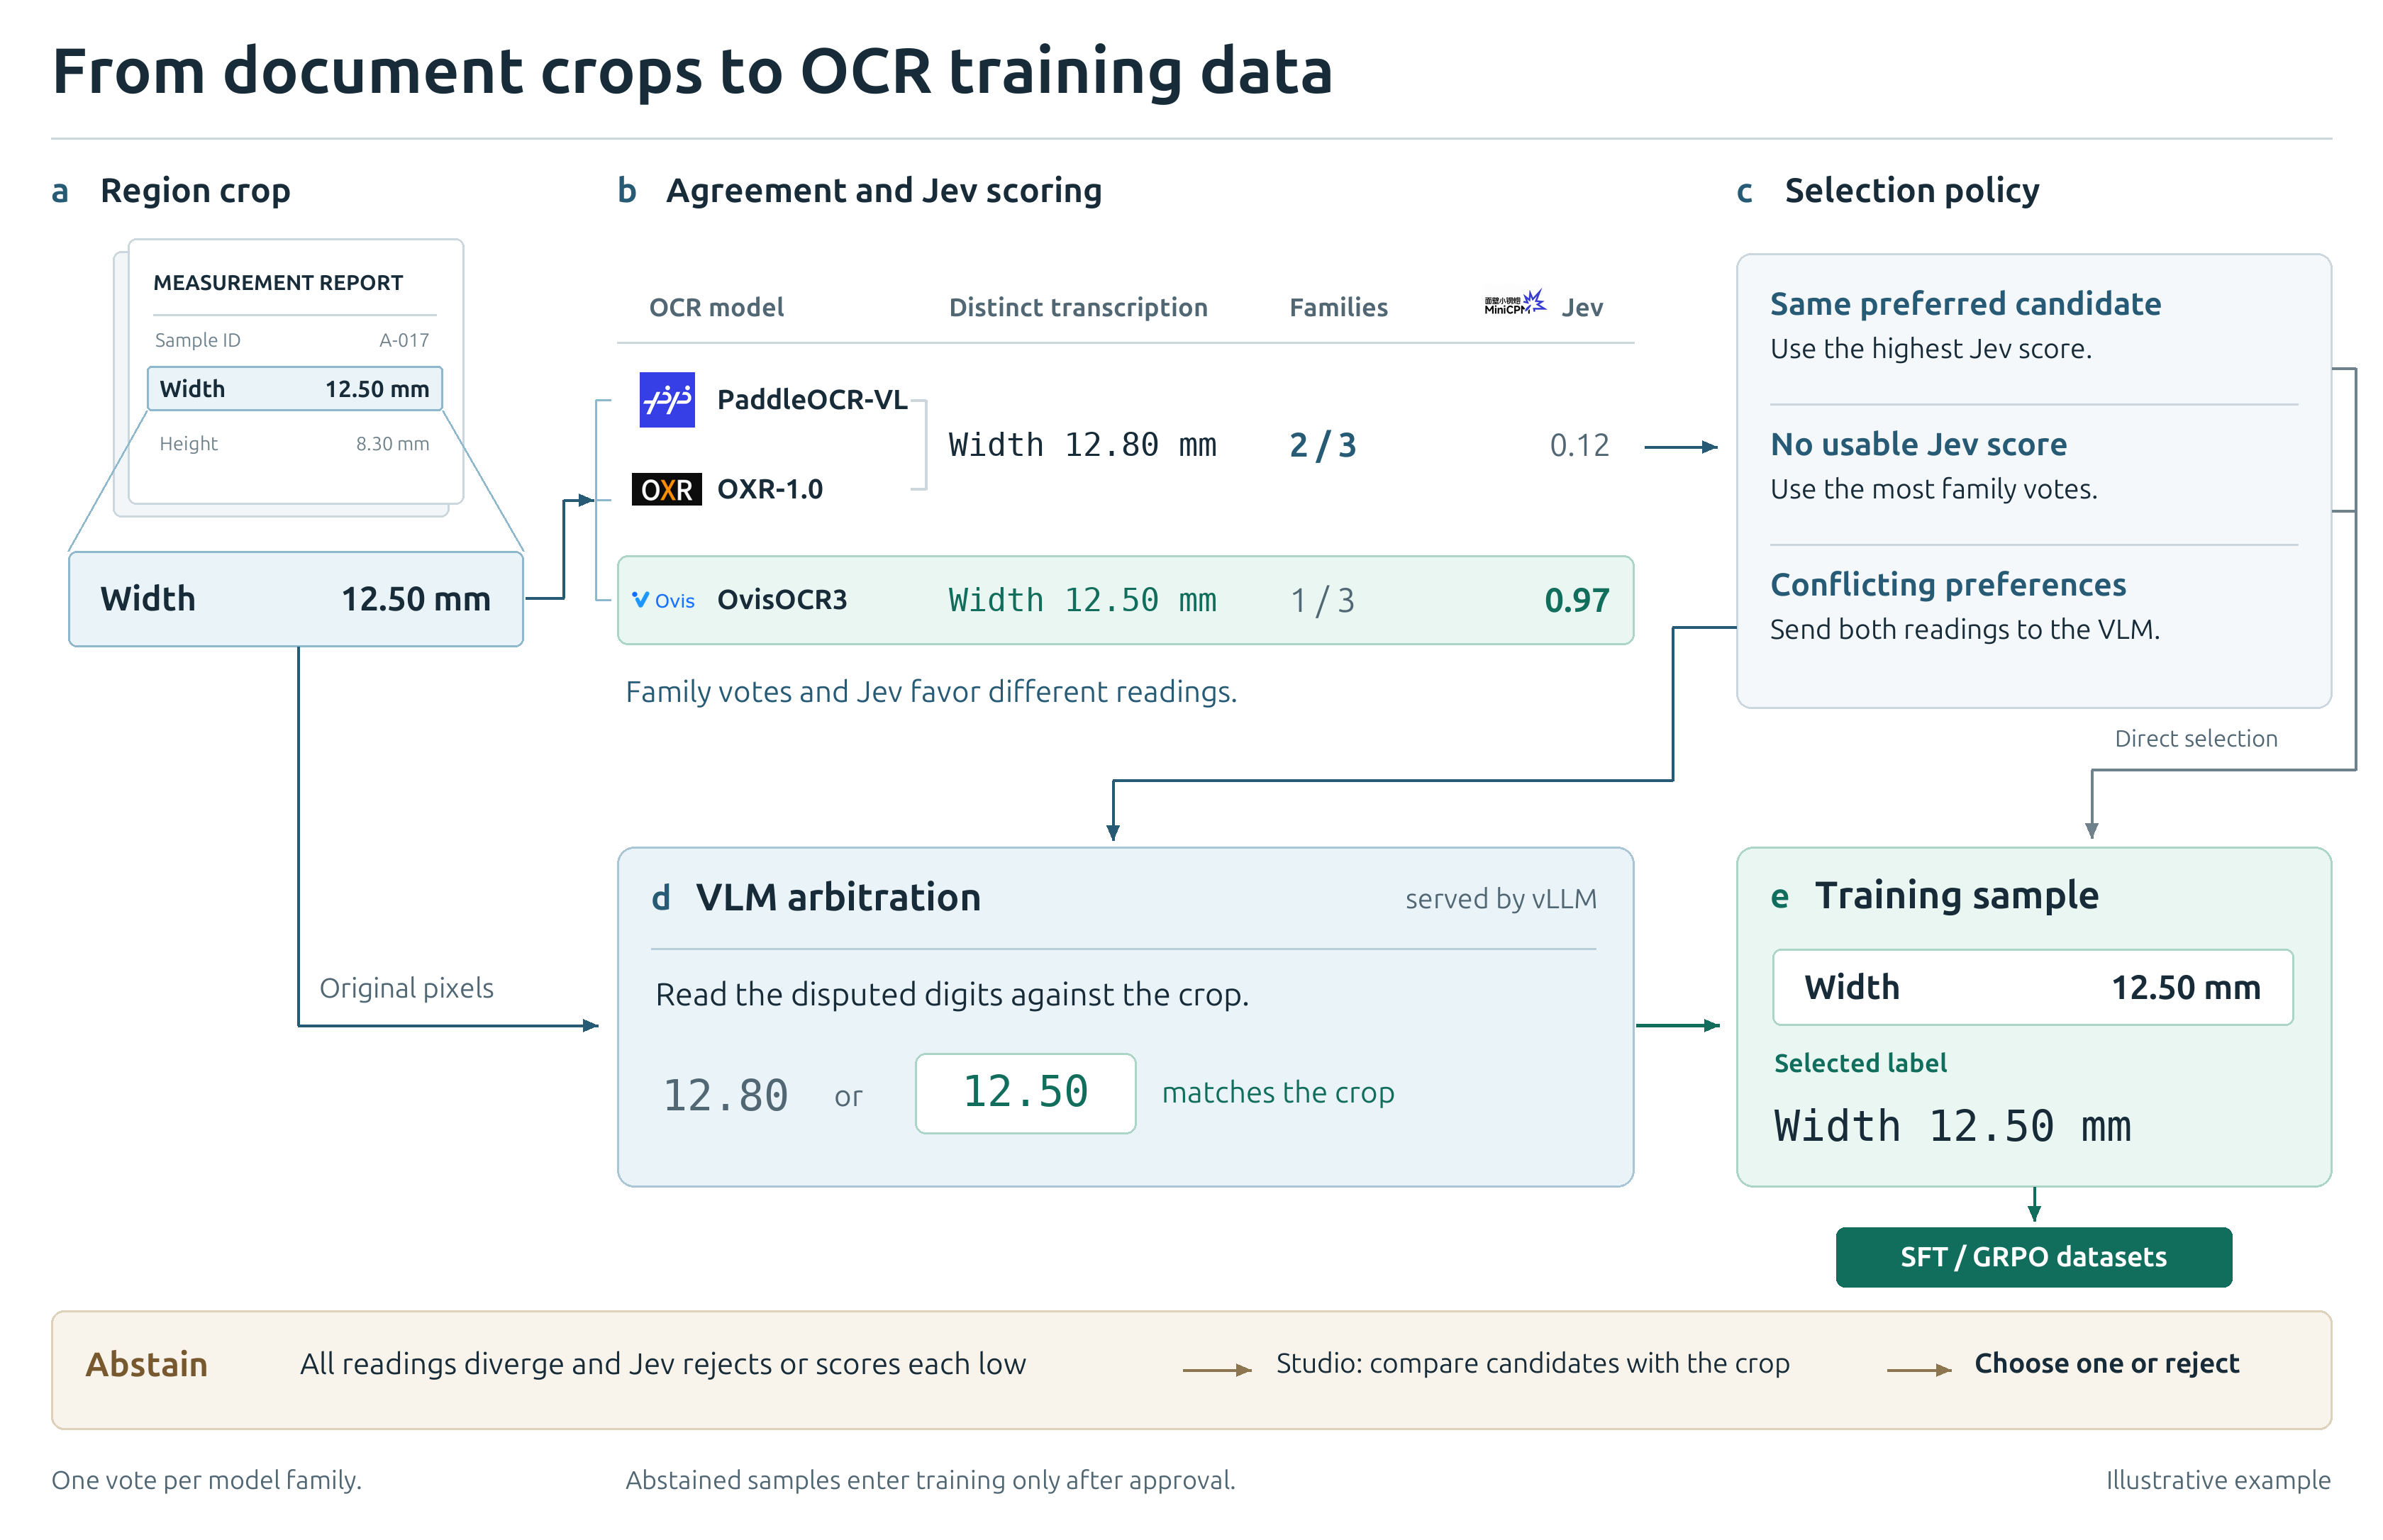 From document crops to OCR training data
a Region crop
MEASUREMENT REPORT
Sample ID A-017
Width 12.50 mm
Height 8.30 mm
Width 12.50 mm
b Agreement and Jev scoring
OCR model Distinct transcription Families 面壁小钢炮 MiniCPM Jev
PaddleOCR-VL
Width 12.80 mm 2 / 3 0.12
OXR OXR-1.0
Ovis OvisOCR3 Width 12.50 mm 1 / 3 0.97
Family votes and Jev favor different readings.
c Selection policy
Same preferred candidate
Use the highest Jev score.
No usable Jev score
Use the most family votes.
Conflicting preferences
Send both readings to the VLM.
Direct selection
Original pixels
d VLM arbitration served by vLLM
Read the disputed digits against the crop.
12.80 or 12.50 matches the crop
e Training sample
Width 12.50 mm
Selected label
Width 12.50 mm
SFT / GRPO datasets
Abstain All readings diverge and Jev rejects or scores each low Studio: compare candidates with the crop Choose one or reject
One vote per model family. Abstained samples enter training only after approval. Illustrative example